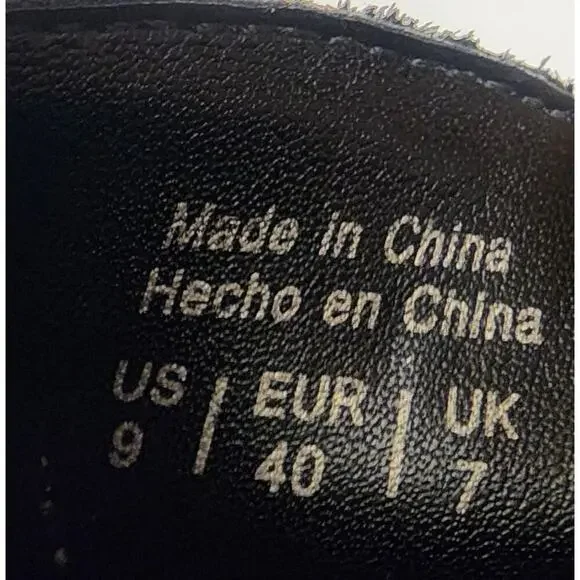 Made in China
Hecho en China
US | EUR | UK
9 | 40 | 7